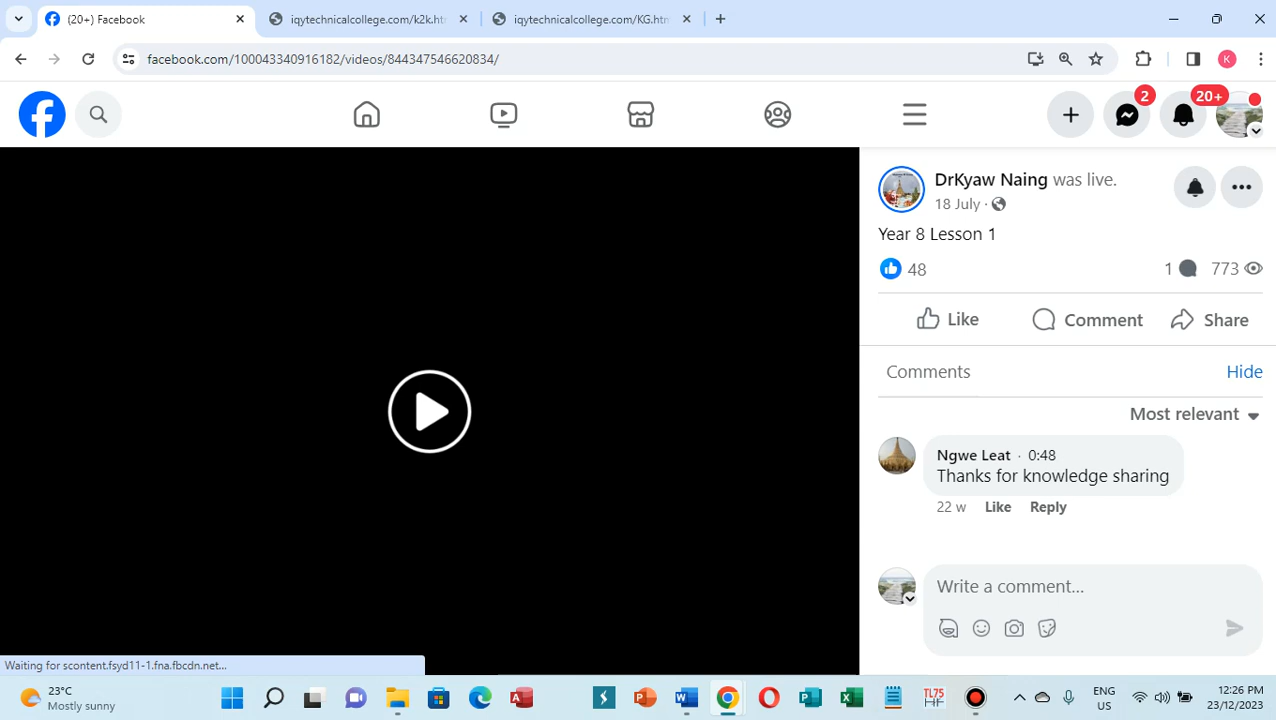 (20+) Facebook
iqytechnicalcollege.com/k2k.htm
iqytechnicalcollege.com/KG.htm
facebook.com/100043340916182/videos/844347546620834/
K
2
20+
DrKyaw Naing was live.
18 July ·
Year 8 Lesson 1
48
1
773
Like
Comment
Share
Comments
Hide
Most relevant
Ngwe Leat · 0:48
Thanks for knowledge sharing
22 w Like Reply
Write a comment...
Waiting for scontent.fsyd11-1.fna.fbcdn.net...
23°C
Mostly sunny
TL75
ENG
US
12:26 PM
23/12/2023